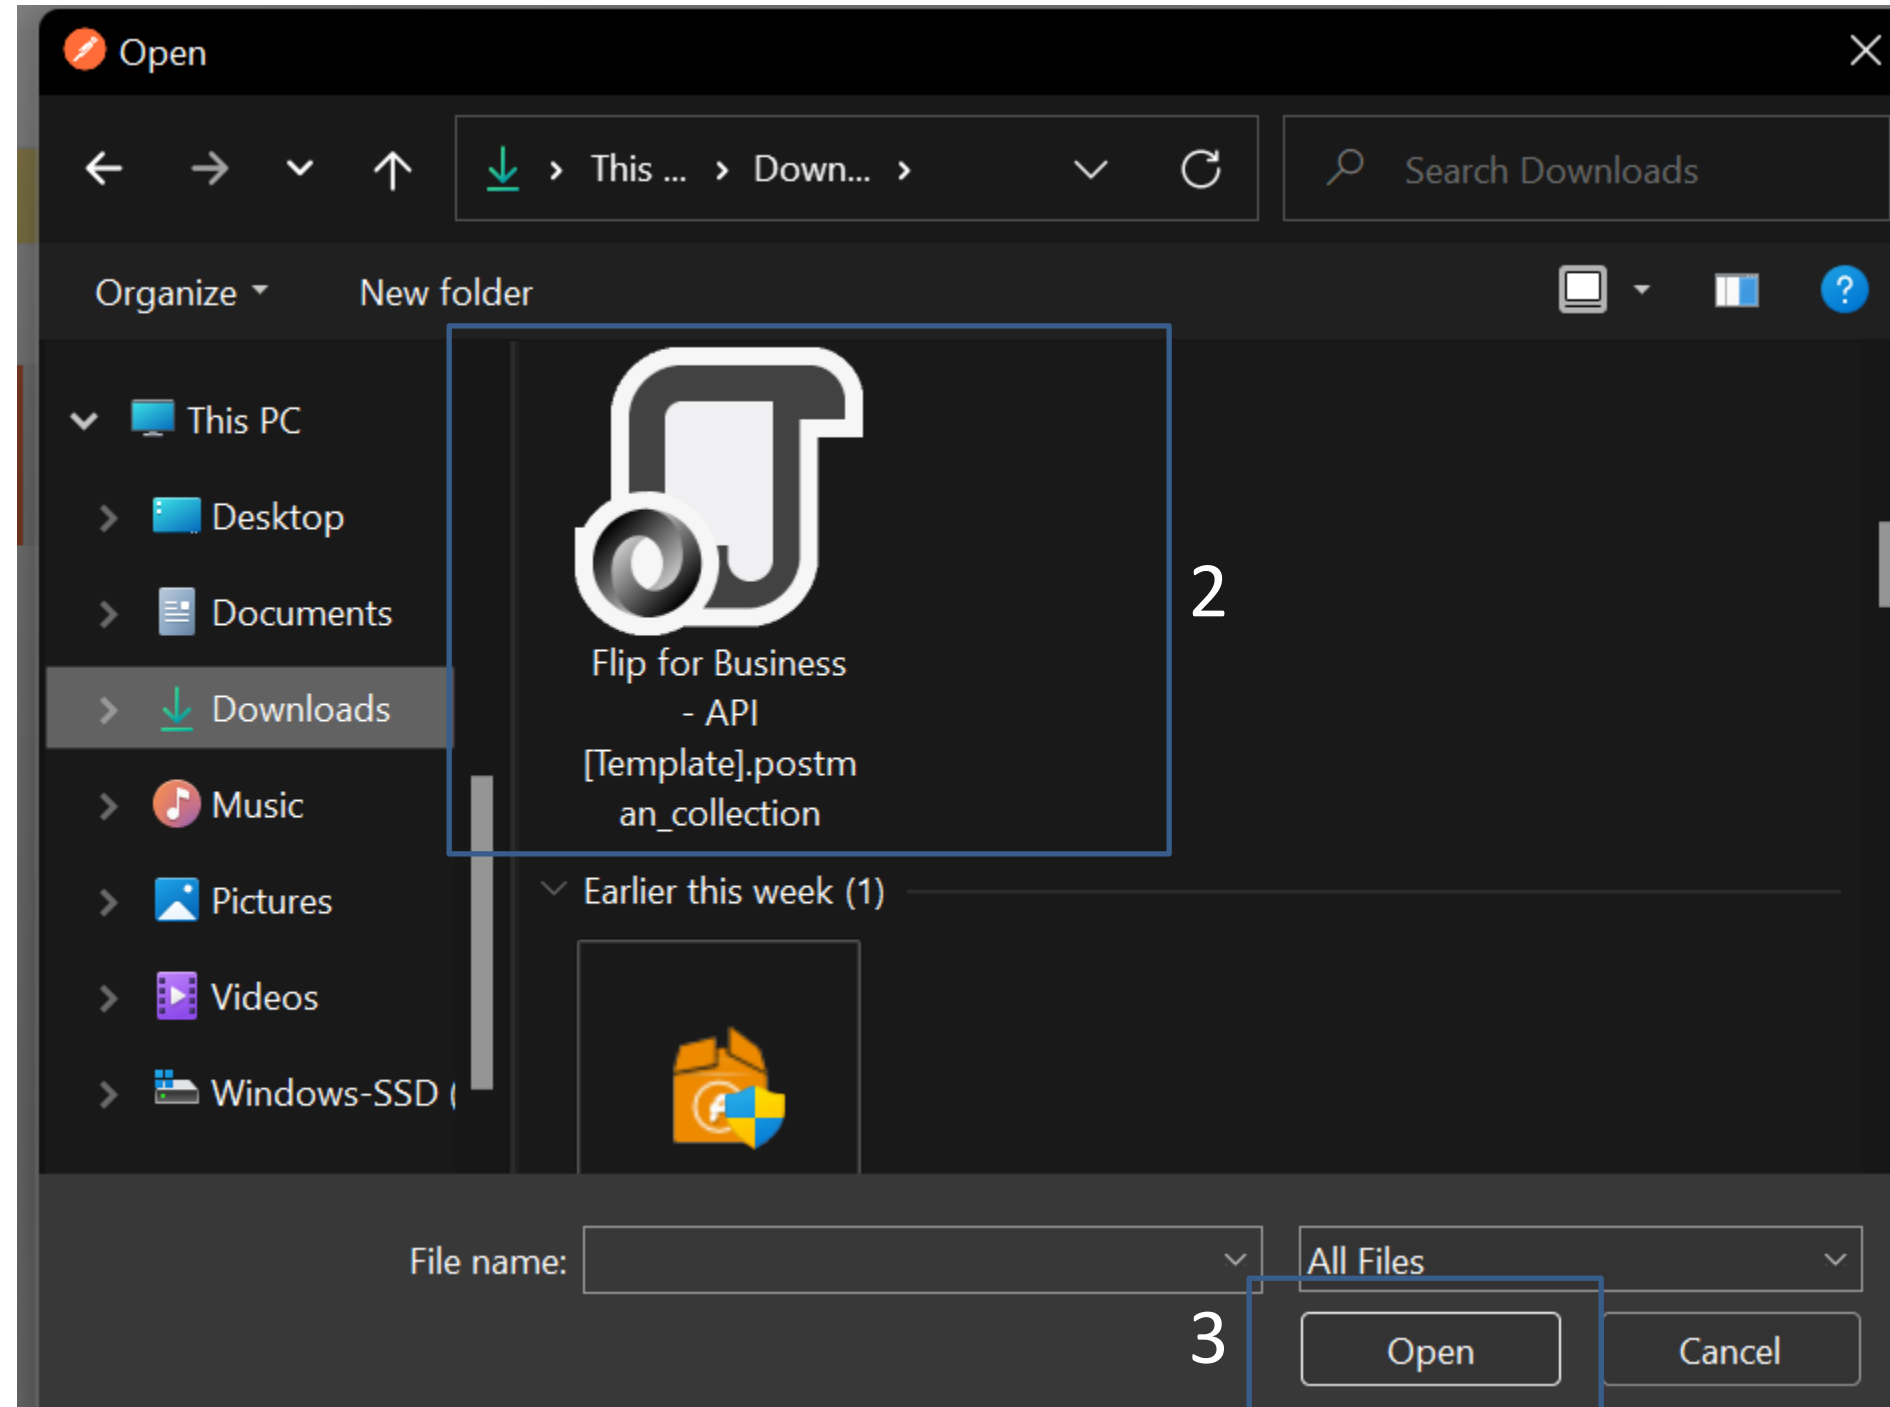 Open
This ... › Down... ›
Search Downloads
Organize
New folder
This PC
Desktop
Documents
Downloads
Music
Pictures
Videos
Windows-SSD (
Flip for Business
- API
[Template].postm
an_collection
2
Earlier this week (1)
File name:
All Files
3
Open
Cancel